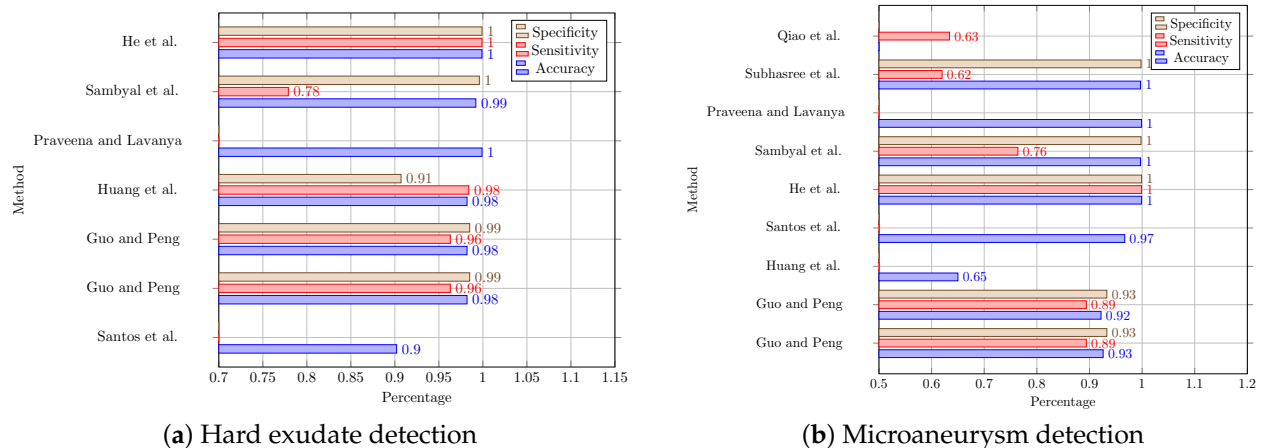 Method
He et al.
1
1
1
Sambyal et al.
1
0.78
0.99
Praveena and Lavanya
1
Huang et al.
0.91
0.98
0.98
Guo and Peng
0.99
0.96
0.98
Guo and Peng
0.99
0.96
0.98
Santos et al.
0.9
Specificity
Sensitivity
Accuracy
0.7 0.75 0.8 0.85 0.9 0.95 1 1.05 1.1 1.15
Percentage
(a) Hard exudate detection
Method
Qiao et al.
0.63
Subhasree et al.
1
0.62
1
Praveena and Lavanya
1
Sambyal et al.
1
0.76
1
He et al.
1
1
1
Santos et al.
0.97
Huang et al.
0.65
Guo and Peng
0.93
0.89
0.92
Guo and Peng
0.93
0.89
0.93
Specificity
Sensitivity
Accuracy
0.5 0.6 0.7 0.8 0.9 1 1.1 1.2
Percentage
(b) Microaneurysm detection